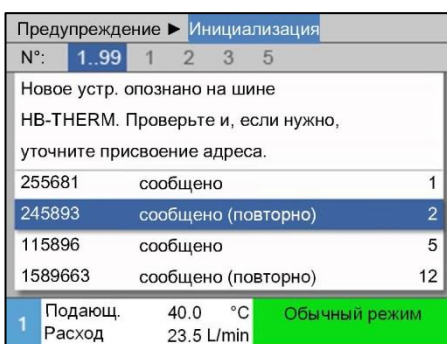 Предупреждение ► Инициализация
N°: 1..99 1 2 3 5
Новое устр. опознано на шине
HB-THERM. Проверьте и, если нужно,
уточните присвоение адреса.
255681 сообщено 1
245893 сообщено (повторно) 2
115896 сообщено 5
1589663 сообщено (повторно) 12
1 Подающ. 40.0 °C Обычный режим
Расход 23.5 L/min